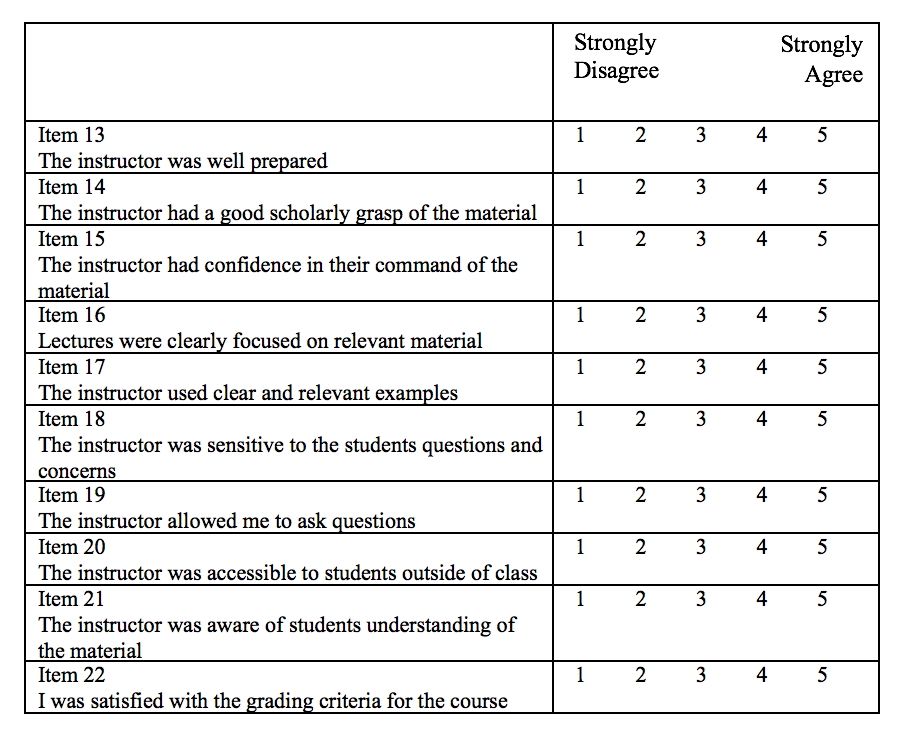 Strongly Strongly
Disagree Agree
Item 13 1 2 3 4 5
The instructor was well prepared
Item 14 1 2 3 4 5
The instructor had a good scholarly grasp of the material
Item 15 1 2 3 4 5
The instructor had confidence in their command of the
material
Item 16 1 2 3 4 5
Lectures were clearly focused on relevant material
Item 17 1 2 3 4 5
The instructor used clear and relevant examples
Item 18 1 2 3 4 5
The instructor was sensitive to the students questions and
concerns
Item 19 1 2 3 4 5
The instructor allowed me to ask questions
Item 20 1 2 3 4 5
The instructor was accessible to students outside of class
Item 21 1 2 3 4 5
The instructor was aware of students understanding of
the material
Item 22 1 2 3 4 5
I was satisfied with the grading criteria for the course